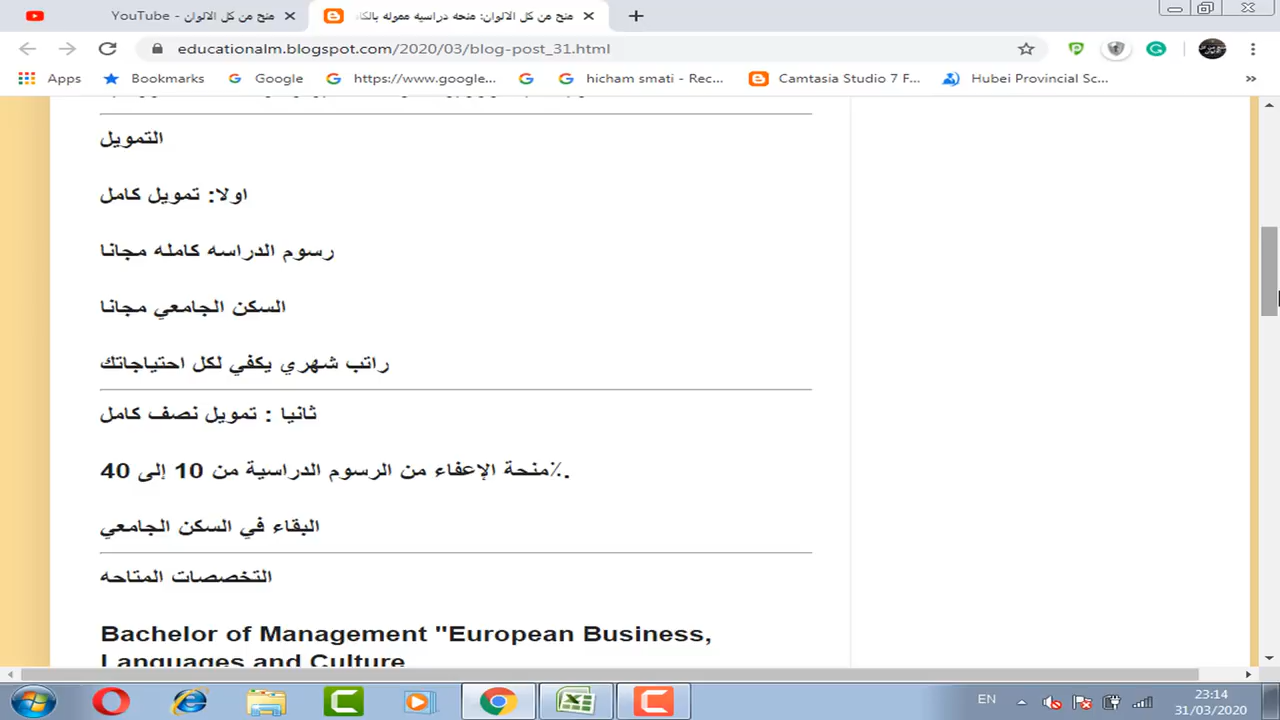 منح من كل الالوان - YouTube
منح من كل الالوان: منحه دراسيه ممولة بالكا
educationalm.blogspot.com/2020/03/blog-post_31.html
Apps
Bookmarks
Google
https://www.google...
hicham smati - Rec...
Camtasia Studio 7 F...
Hubei Provincial Sc...
»
التمويل
اولا: تمويل كامل
رسوم الدراسه كامله مجانا
السكن الجامعي مجانا
راتب شهري يكفي لكل احتياجاتك
ثانيا : تمويل نصف كامل
منحة الإعفاء من الرسوم الدراسية من 10 إلى 40٪.
البقاء في السكن الجامعي
التخصصات المتاحه
Bachelor of Management "European Business,
Languages and Culture
EN
23:14
31/03/2020